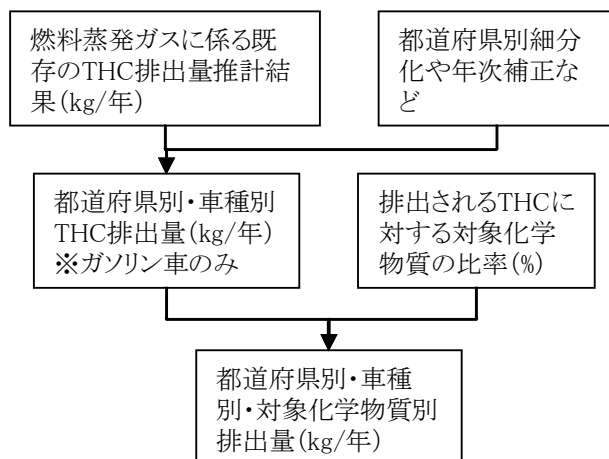 燃料蒸発ガスに係る既
存のTHC排出量推計結
果(kg/年)
都道府県別細分
化や年次補正な
ど
都道府県別・車種別
THC排出量(kg/年)
※ガソリン車のみ
排出されるTHCに
対する対象化学
物質の比率(%)
都道府県別・車種
別・対象化学物質別
排出量(kg/年)